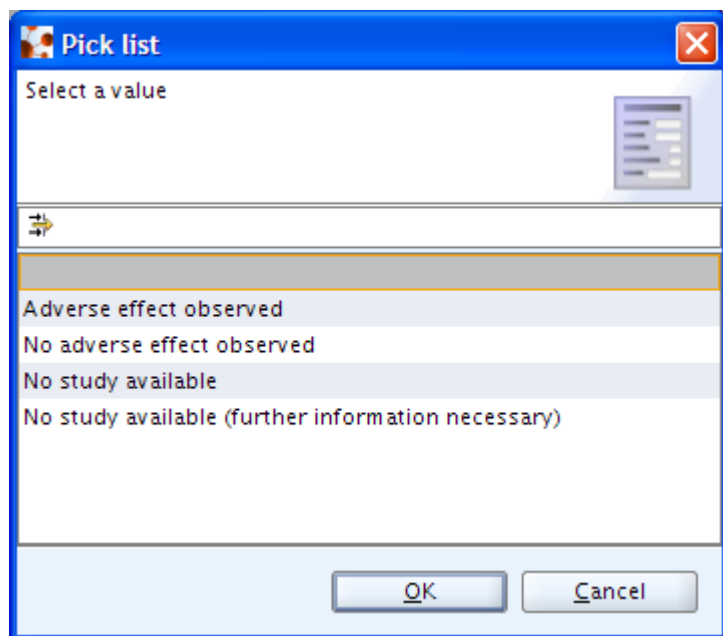 Pick list
Select a value
Adverse effect observed
No adverse effect observed
No study available
No study available (further information necessary)
OK
Cancel